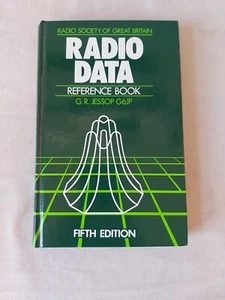 RADIO SOCIETY OF GREAT BRITAIN
RADIO
DATA
REFERENCE BOOK
G. R. JESSOP G6JP
FIFTH EDITION